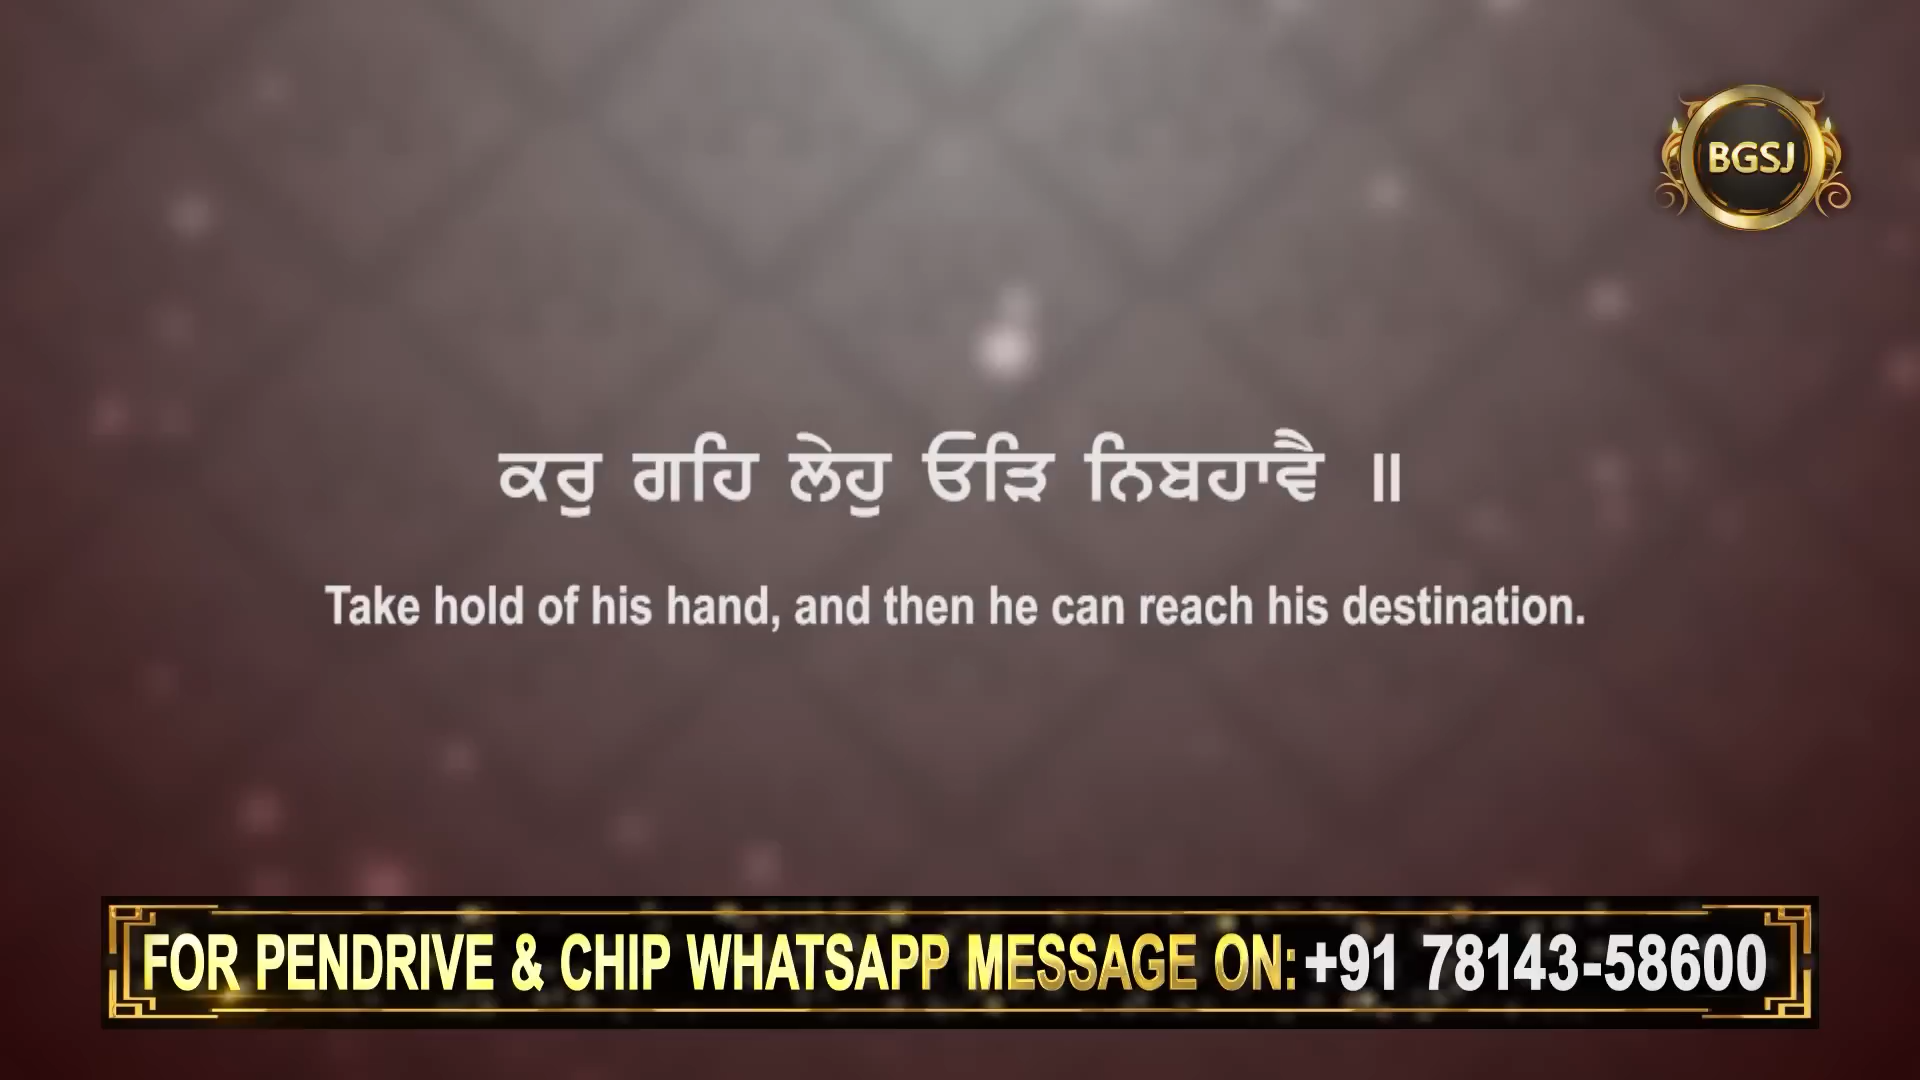 BGSJ
ਕਰੁ ਗਹਿ ਲੇਹੁ ਓੜਿ ਨਿਬਹਾਵੈ ॥
Take hold of his hand, and then he can reach his destination.
FOR PENDRIVE & CHIP WHATSAPP MESSAGE ON:+91 78143-58600